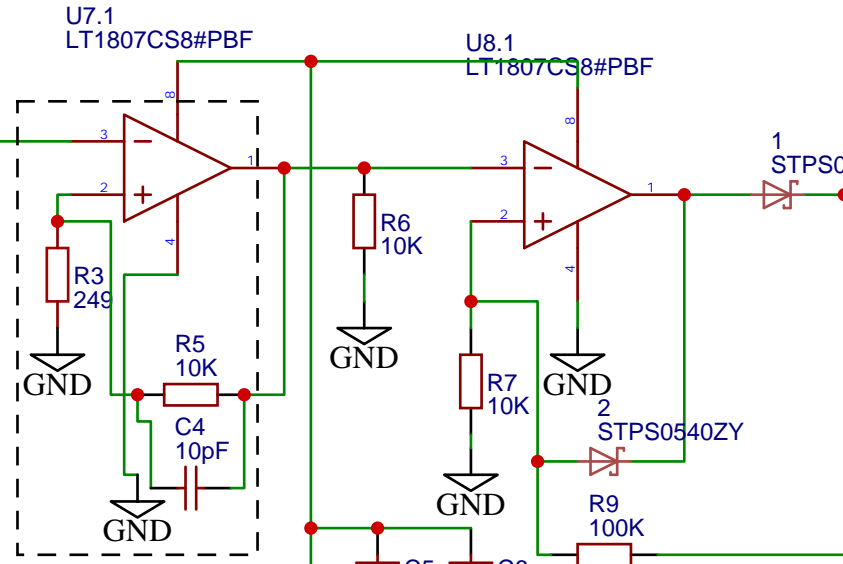 U7.1
LT1807CS8#PBF
U8.1
LT1807CS8#PBF
8
8
3
1
2
4
3
1
2
4
1
STPS0
R3
249
GND
R6
10K
GND
R5
10K
C4
10pF
GND
R7
10K
GND
GND
2
STPS0540ZY
R9
100K